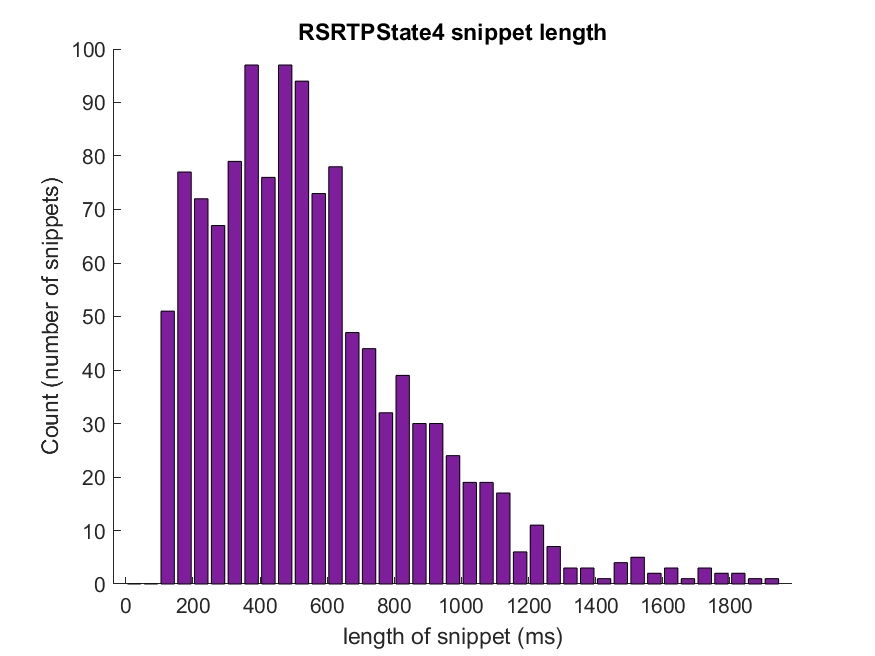 RSRTPState4 snippet length
100
90
80
70
60
50
40
30
20
10
0
Count (number of snippets)
0 200 400 600 800 1000 1200 1400 1600 1800
length of snippet (ms)